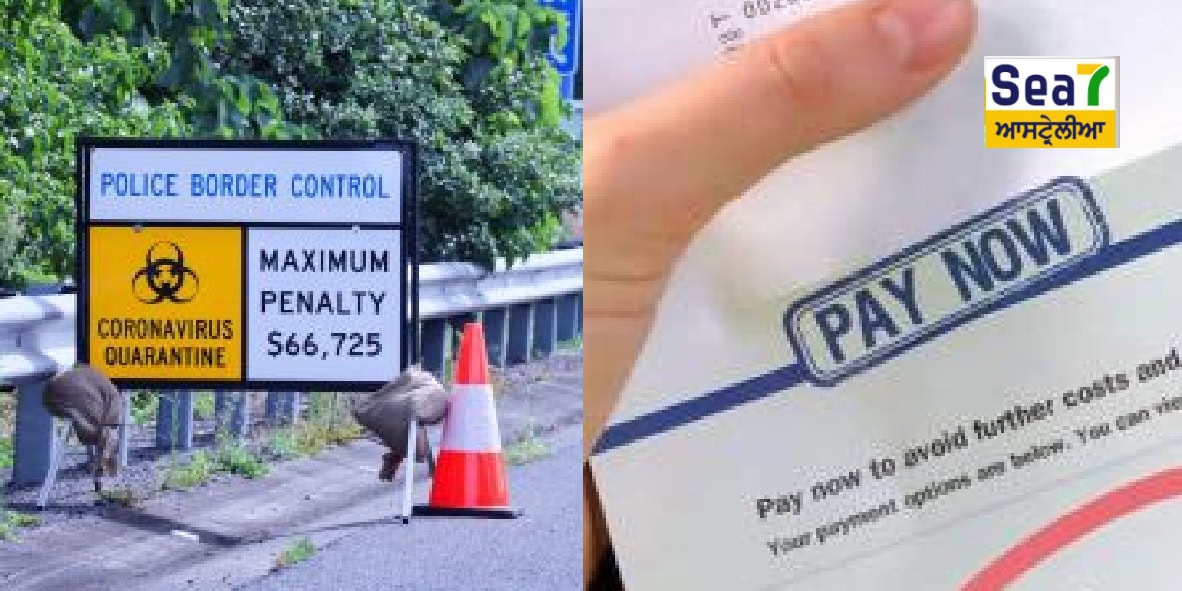 POLICE BORDER CONTROL
CORONAVIRUS
QUARANTINE
MAXIMUM
PENALTY
$66,725
Sea7
ਆਸਟ੍ਰੇਲੀਆ
PAY NOW
Pay now to avoid further costs and
Your payment options are below. You can